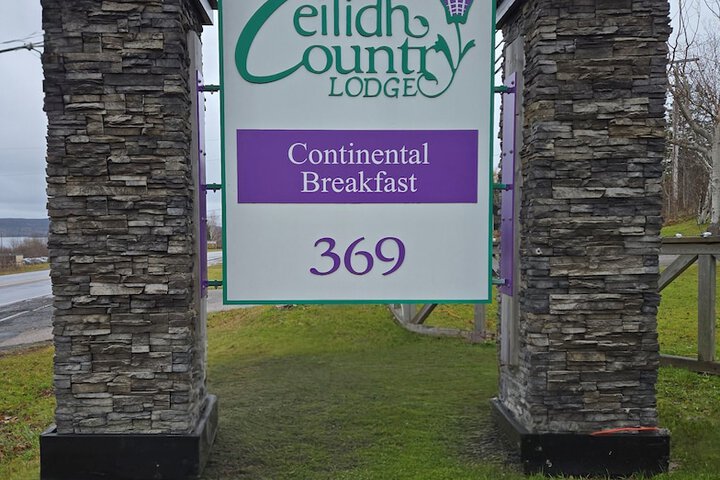 Ceilidh
Country
LODGE
Continental
Breakfast
369